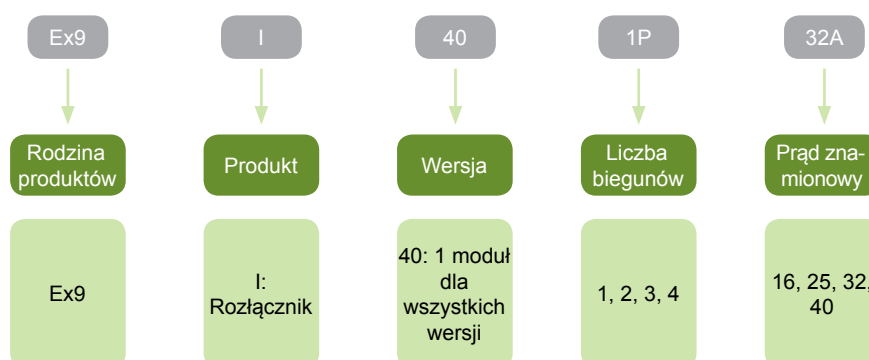 Ex9
I
40
1P
32A
Rodzina
produktów
Produkt
Wersja
Liczba
biegunów
Prąd zna-
mionowy
Ex9
I:
Rozłącznik
40: 1 moduł
dla
wszystkich
wersji
1, 2, 3, 4
16, 25, 32,
40